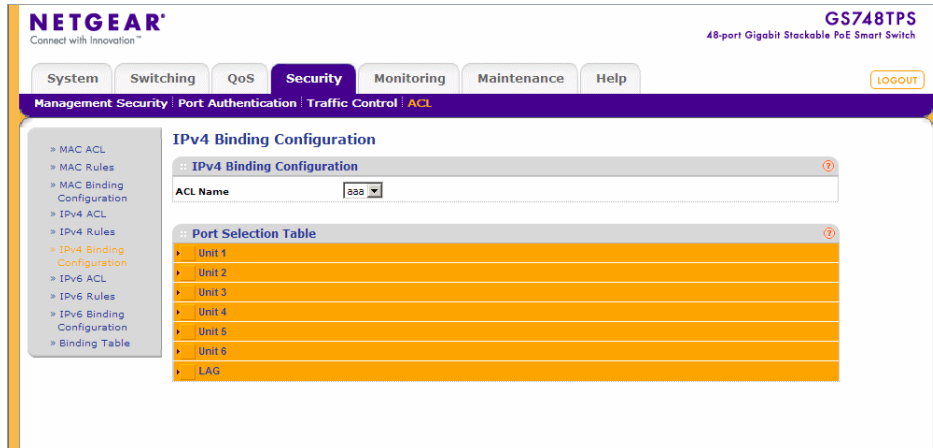 NETGEAR®
Connect with Innovation™
GS748TPS
48-port Gigabit Stackable PoE Smart Switch
System Switching QoS Security Monitoring Maintenance Help LOGOUT
Management Security Port Authentication Traffic Control ACL
» MAC ACL
» MAC Rules
» MAC Binding
Configuration
» IPv4 ACL
» IPv4 Rules
» IPv4 Binding
Configuration
» IPv6 ACL
» IPv6 Rules
» IPv6 Binding
Configuration
» Binding Table
IPv4 Binding Configuration
:: IPv4 Binding Configuration ?
ACL Name aaa
:: Port Selection Table ?
Unit 1
Unit 2
Unit 3
Unit 4
Unit 5
Unit 6
LAG